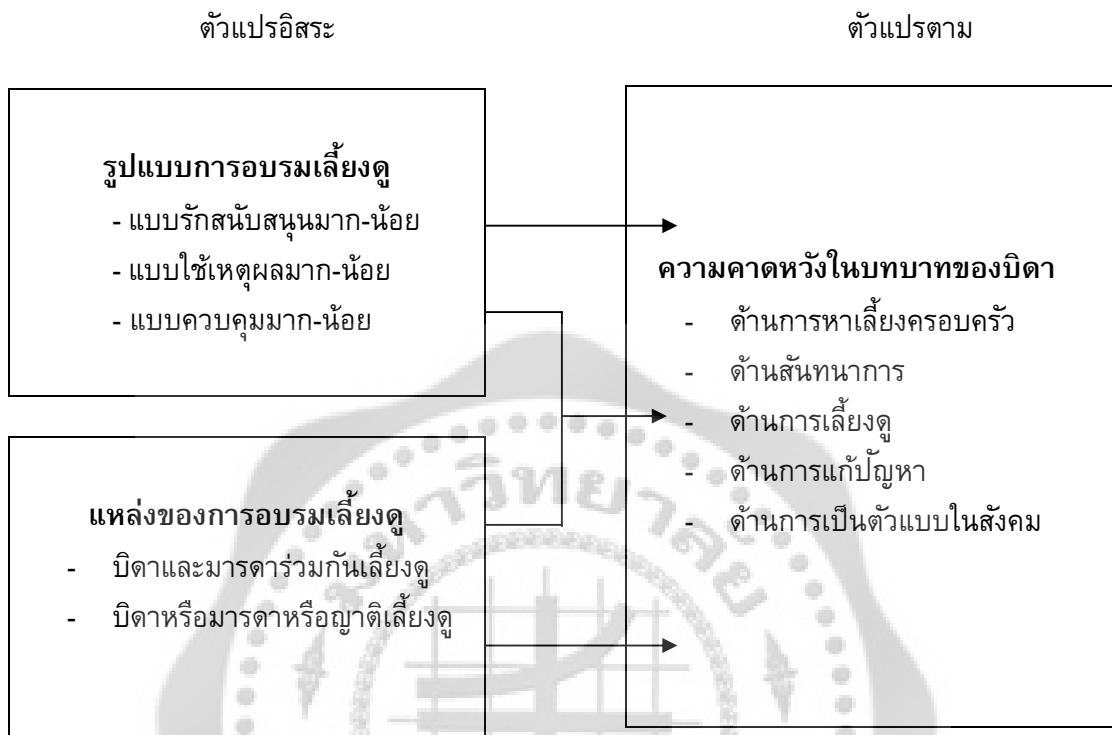 ตัวแปรอิสระ
ตัวแปรตาม
รูปแบบการอบรมเลี้ยงดู
- แบบรักสนับสนุนมาก-น้อย
- แบบใช้เหตุผลมาก-น้อย
- แบบควบคุมมาก-น้อย
แหล่งของการอบรมเลี้ยงดู
- บิดาและมารดาร่วมกันเลี้ยงดู
- บิดาหรือมารดาหรือญาติเลี้ยงดู
ความคาดหวังในบทบาทของบิดา
- ด้านการหาเลี้ยงครอบครัว
- ด้านสันทนาการ
- ด้านการเลี้ยงดู
- ด้านการแก้ปัญหา
- ด้านการเป็นตัวแบบในสังคม
มหาวิทยาลัย